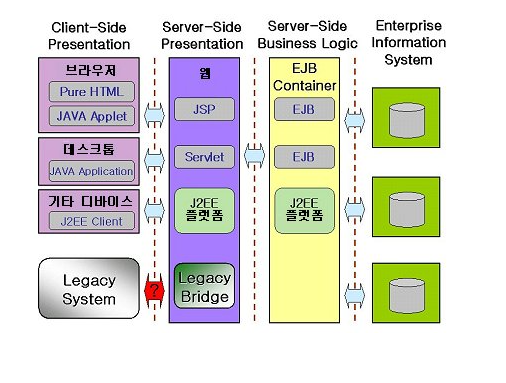 Client-Side
Presentation
Server-Side
Presentation
Server-Side
Business Logic
Enterprise
Information
System
브라우저
Pure HTML
JAVA Applet
데스크톱
JAVA Application
기타 디바이스
J2EE Client
Legacy
System
?
웹
JSP
Servlet
J2EE
플랫폼
Legacy
Bridge
EJB
Container
EJB
EJB
J2EE
플랫폼